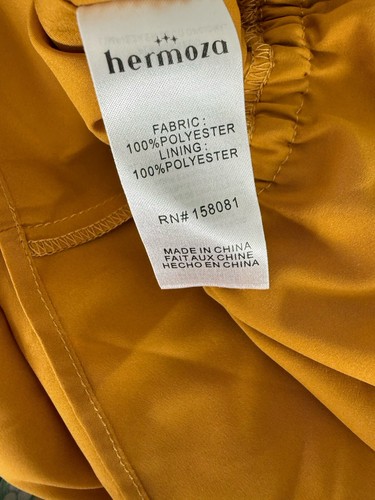 hermoza
FABRIC:
100%POLYESTER
LINING:
100%POLYESTER
RN# 158081
MADE IN CHINA
FAIT AUX CHINE
HECHO EN CHINA